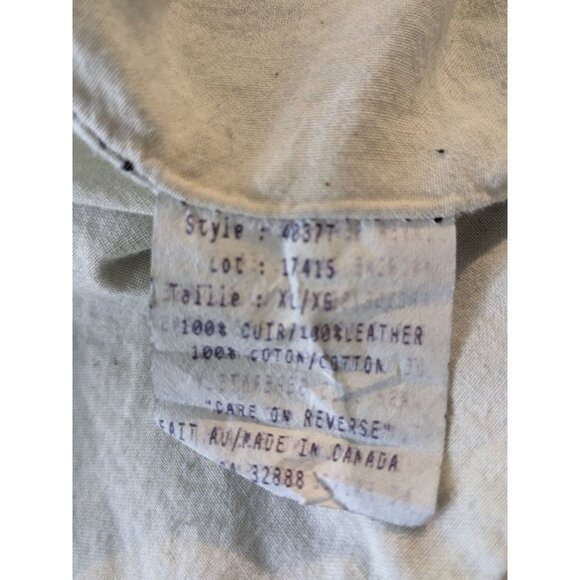 Style : 4037T
Lot : 17415
Taille : XL/XG
100% CUIR/100%LEATHER
100% COTON/COTTON
"CARE ON REVERSE"
FAIT AU/MADE IN CANADA
32888